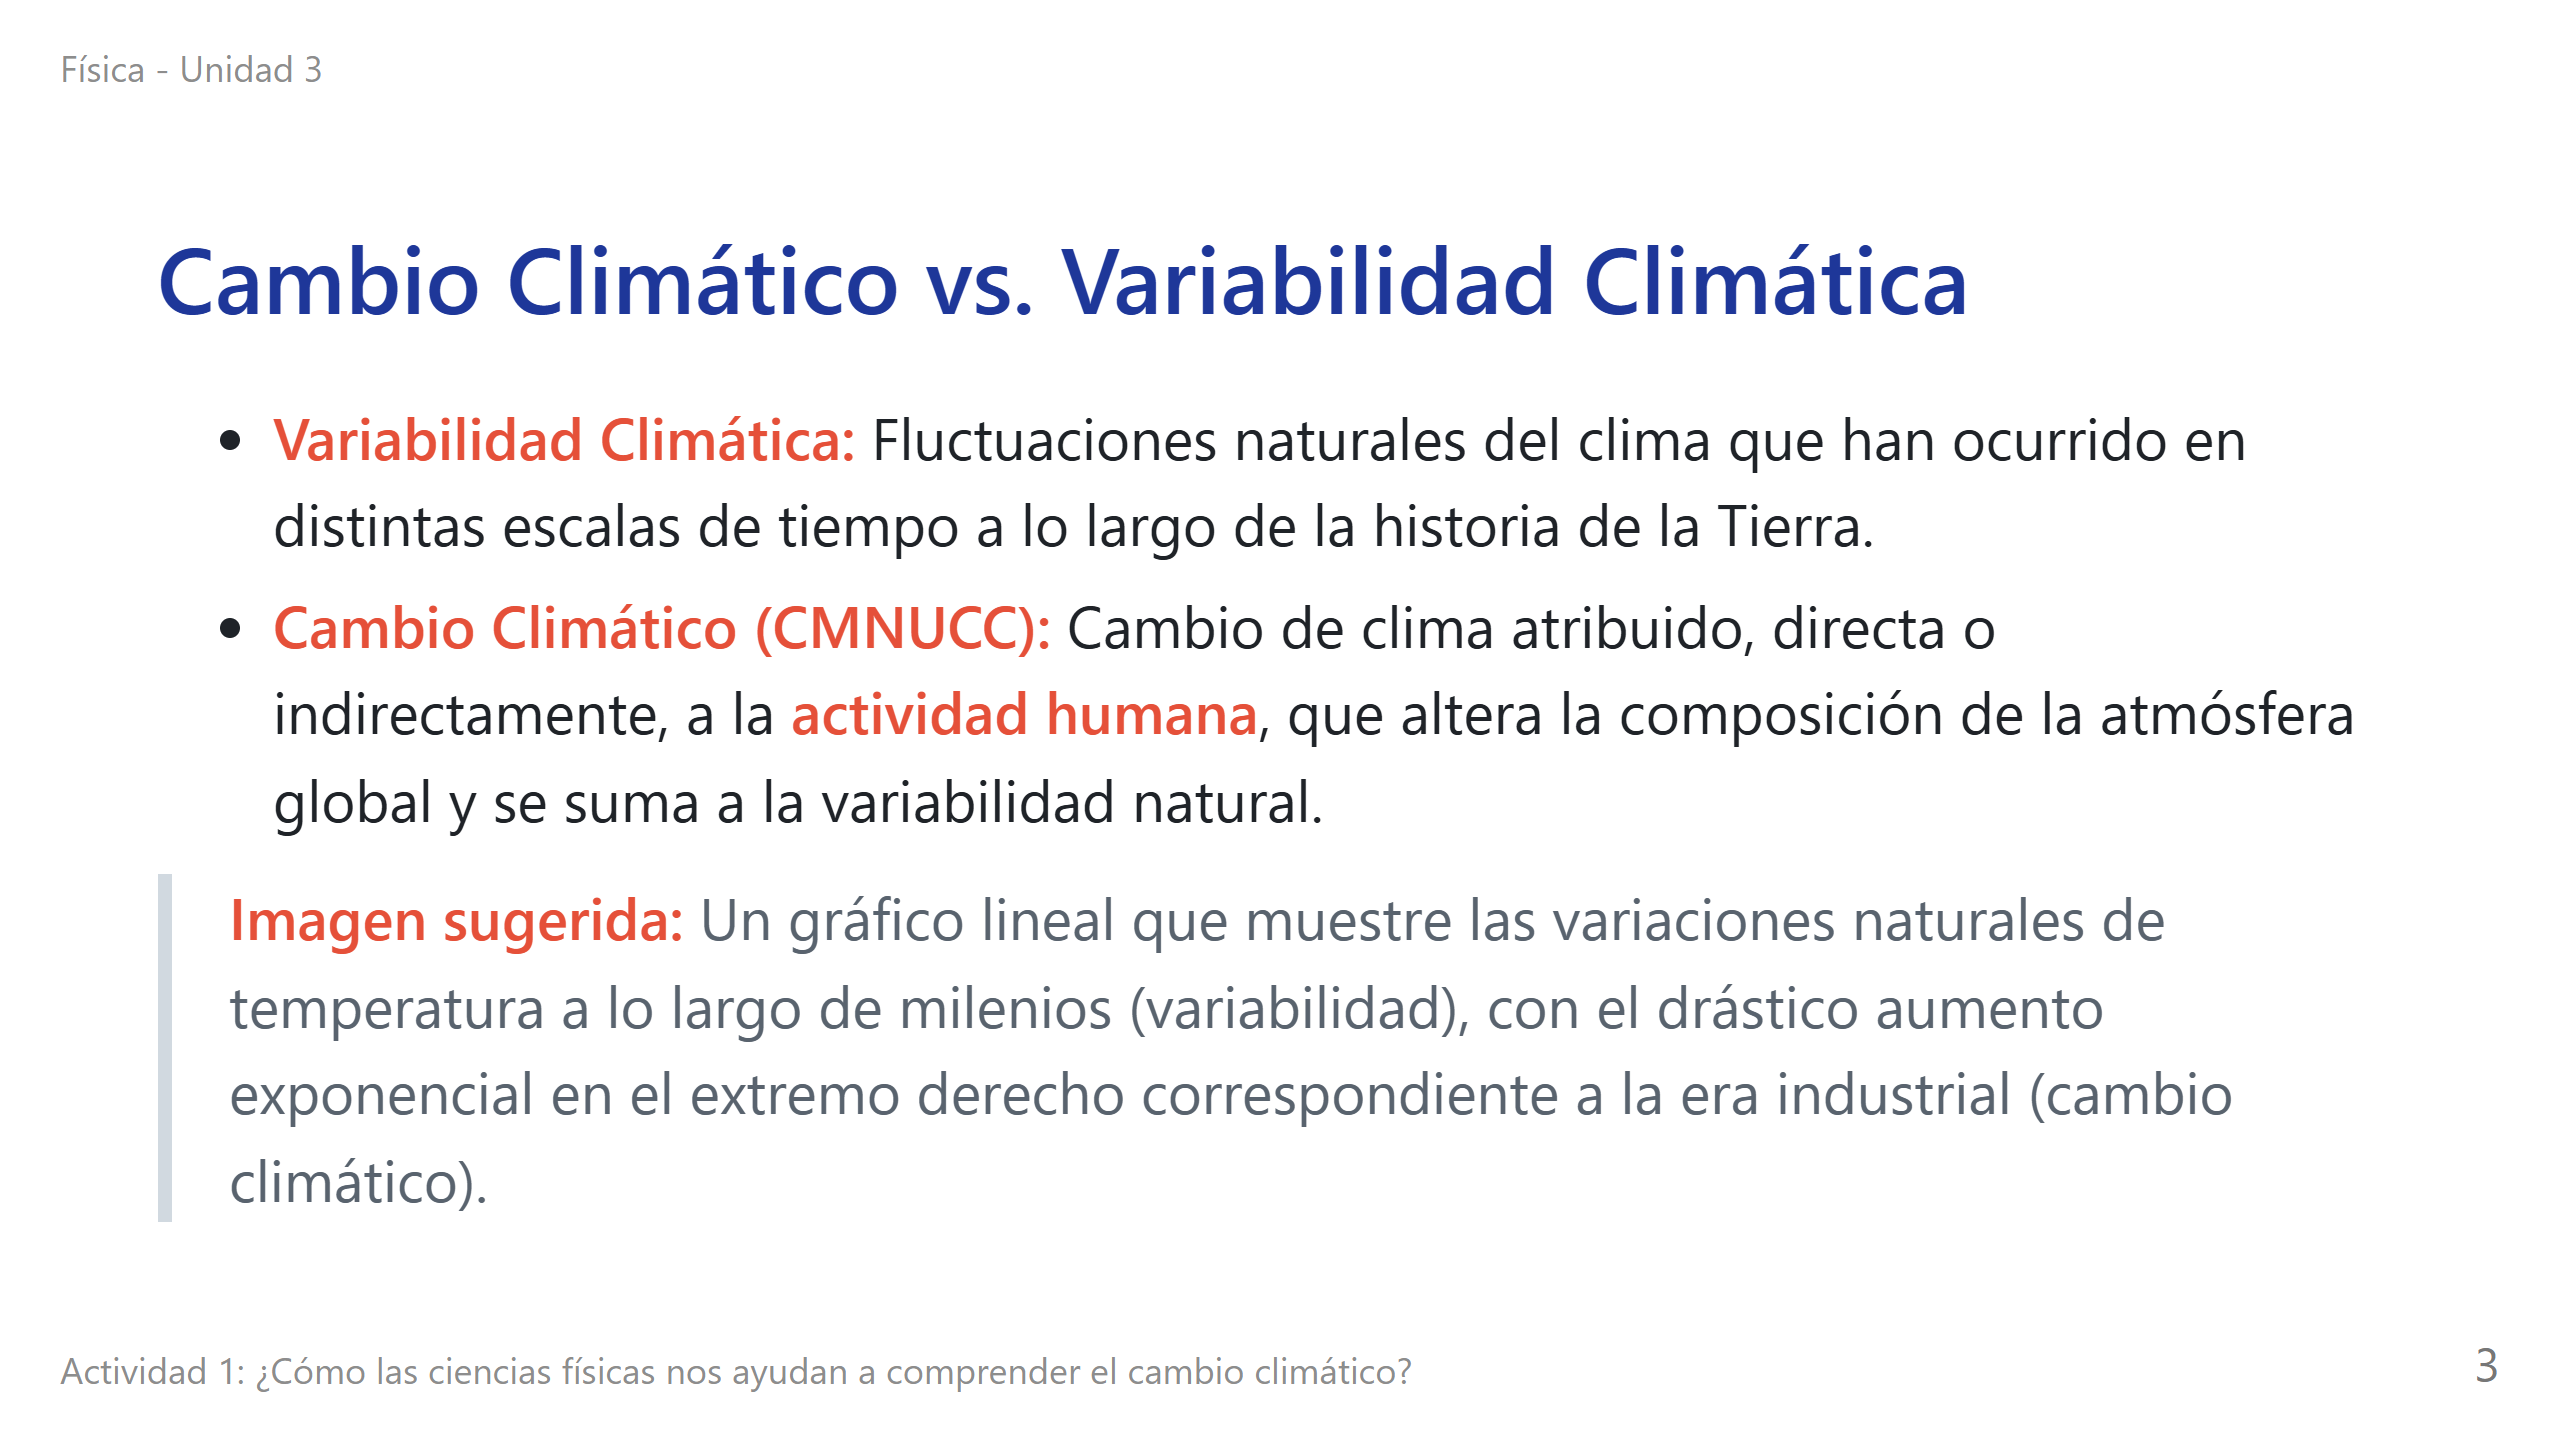 Física - Unidad 3
Cambio Climático vs. Variabilidad Climática
• Variabilidad Climática: Fluctuaciones naturales del clima que han ocurrido en
distintas escalas de tiempo a lo largo de la historia de la Tierra.
• Cambio Climático (CMNUCC): Cambio de clima atribuido, directa o
indirectamente, a la actividad humana, que altera la composición de la atmósfera
global y se suma a la variabilidad natural.
Imagen sugerida: Un gráfico lineal que muestre las variaciones naturales de
temperatura a lo largo de milenios (variabilidad), con el drástico aumento
exponencial en el extremo derecho correspondiente a la era industrial (cambio
climático).
Actividad 1: ¿Cómo las ciencias físicas nos ayudan a comprender el cambio climático?
3